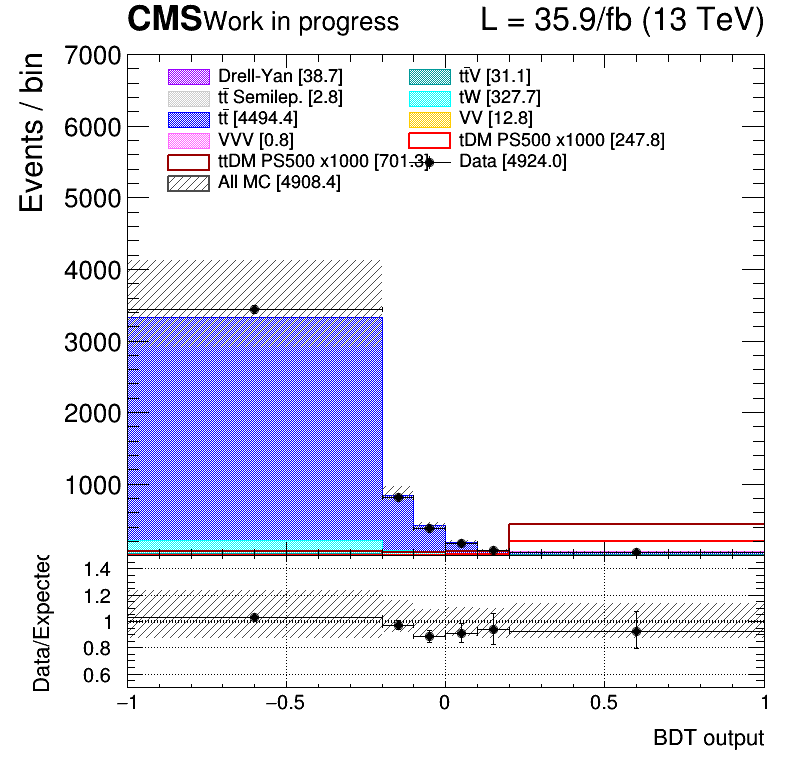 CMS Work in progress L = 35.9/fb (13 TeV)
Events / bin
7000
6000
5000
4000
3000
2000
1000
Drell-Yan [38.7]
tt̄ Semilep. [2.8]
tt̄ [4494.4]
VVV [0.8]
ttDM PS500 x1000 [701.3]
All MC [4908.4]
tt̄V [31.1]
tW [327.7]
VV [12.8]
tDM PS500 x1000 [247.8]
Data [4924.0]
Data/Expected
1.4
1.2
1
0.8
0.6
−1 −0.5 0 0.5 1
BDT output